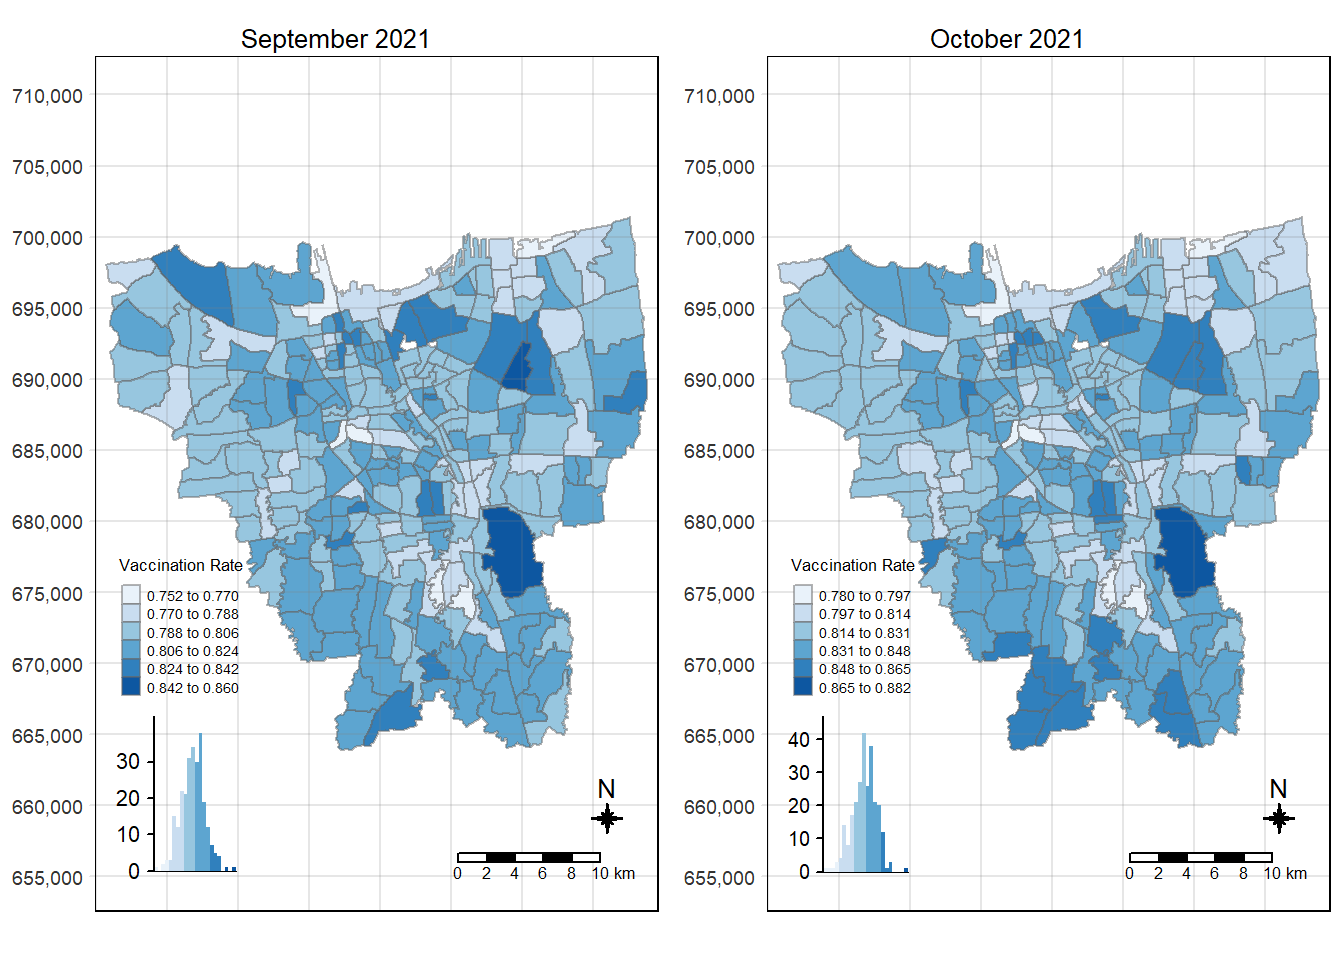 September 2021
710,000
705,000
700,000
695,000
690,000
685,000
680,000
675,000
670,000
665,000
660,000
655,000
Vaccination Rate
0.752 to 0.770
0.770 to 0.788
0.788 to 0.806
0.806 to 0.824
0.824 to 0.842
0.842 to 0.860
30
20
10
0
N
0 2 4 6 8 10 km
October 2021
710,000
705,000
700,000
695,000
690,000
685,000
680,000
675,000
670,000
665,000
660,000
655,000
Vaccination Rate
0.780 to 0.797
0.797 to 0.814
0.814 to 0.831
0.831 to 0.848
0.848 to 0.865
0.865 to 0.882
40
30
20
10
0
N
0 2 4 6 8 10 km